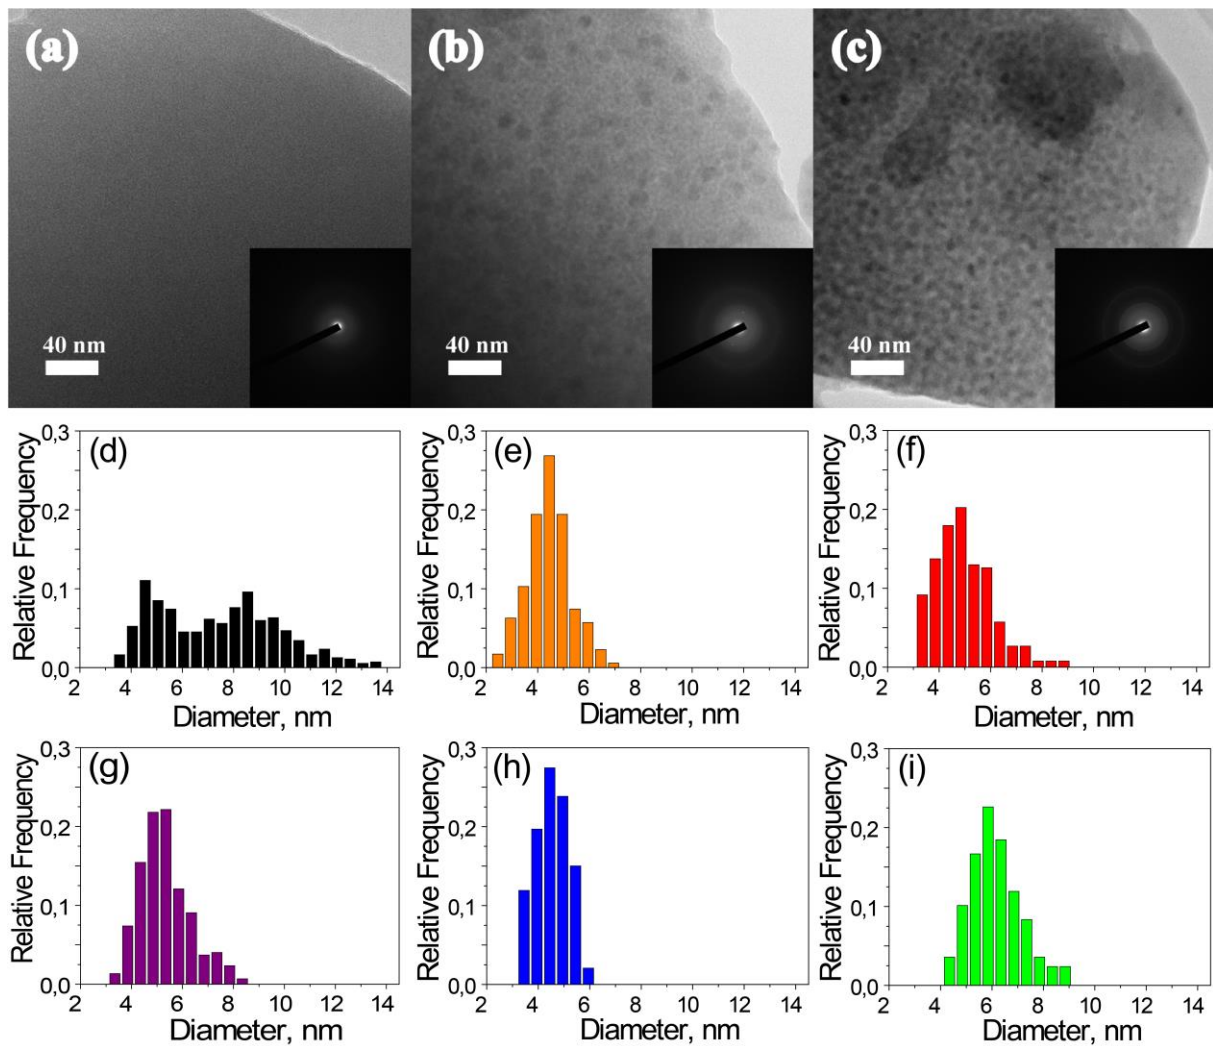 (a) (b) (c)
40 nm 40 nm 40 nm
(d) (e) (f)
0,3 0,3 0,3
0,2 0,2 0,2
0,1 0,1 0,1
0,0 0,0 0,0
Relative Frequency Relative Frequency Relative Frequency
2 4 6 8 10 12 14 2 4 6 8 10 12 14 2 4 6 8 10 12 14
Diameter, nm Diameter, nm Diameter, nm
(g) (h) (i)
0,3 0,3 0,3
0,2 0,2 0,2
0,1 0,1 0,1
0,0 0,0 0,0
Relative Frequency Relative Frequency Relative Frequency
2 4 6 8 10 12 14 2 4 6 8 10 12 14 2 4 6 8 10 12 14
Diameter, nm Diameter, nm Diameter, nm